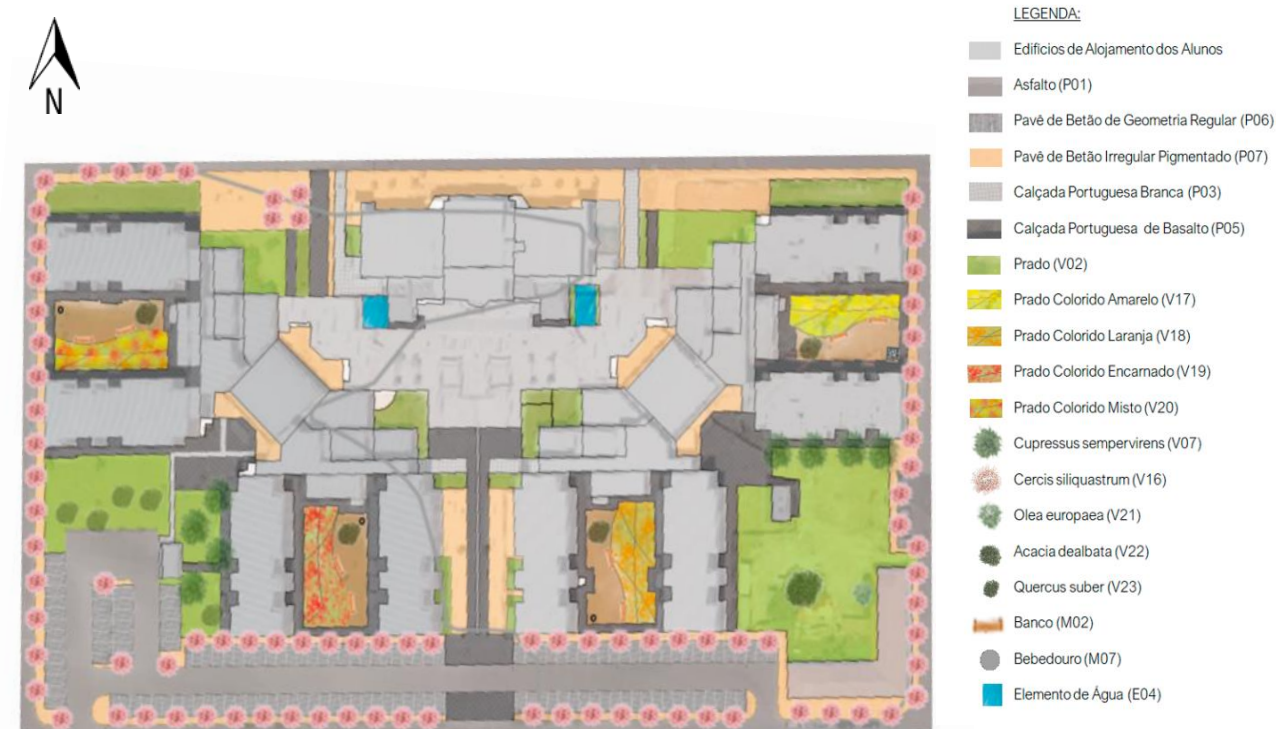 N
LEGENDA:
Edifícios de Alojamento dos Alunos
Asfalto (P01)
Pavê de Betão de Geometria Regular (P06)
Pavê de Betão Irregular Pigmentado (P07)
Calçada Portuguesa Branca (P03)
Calçada Portuguesa de Basalto (P05)
Prado (V02)
Prado Colorido Amarelo (V17)
Prado Colorido Laranja (V18)
Prado Colorido Encarnado (V19)
Prado Colorido Misto (V20)
Cupressus sempervirens (V07)
Cercis siliquastrum (V16)
Olea europaea (V21)
Acacia dealbata (V22)
Quercus suber (V23)
Banco (M02)
Bebedouro (M07)
Elemento de Água (E04)